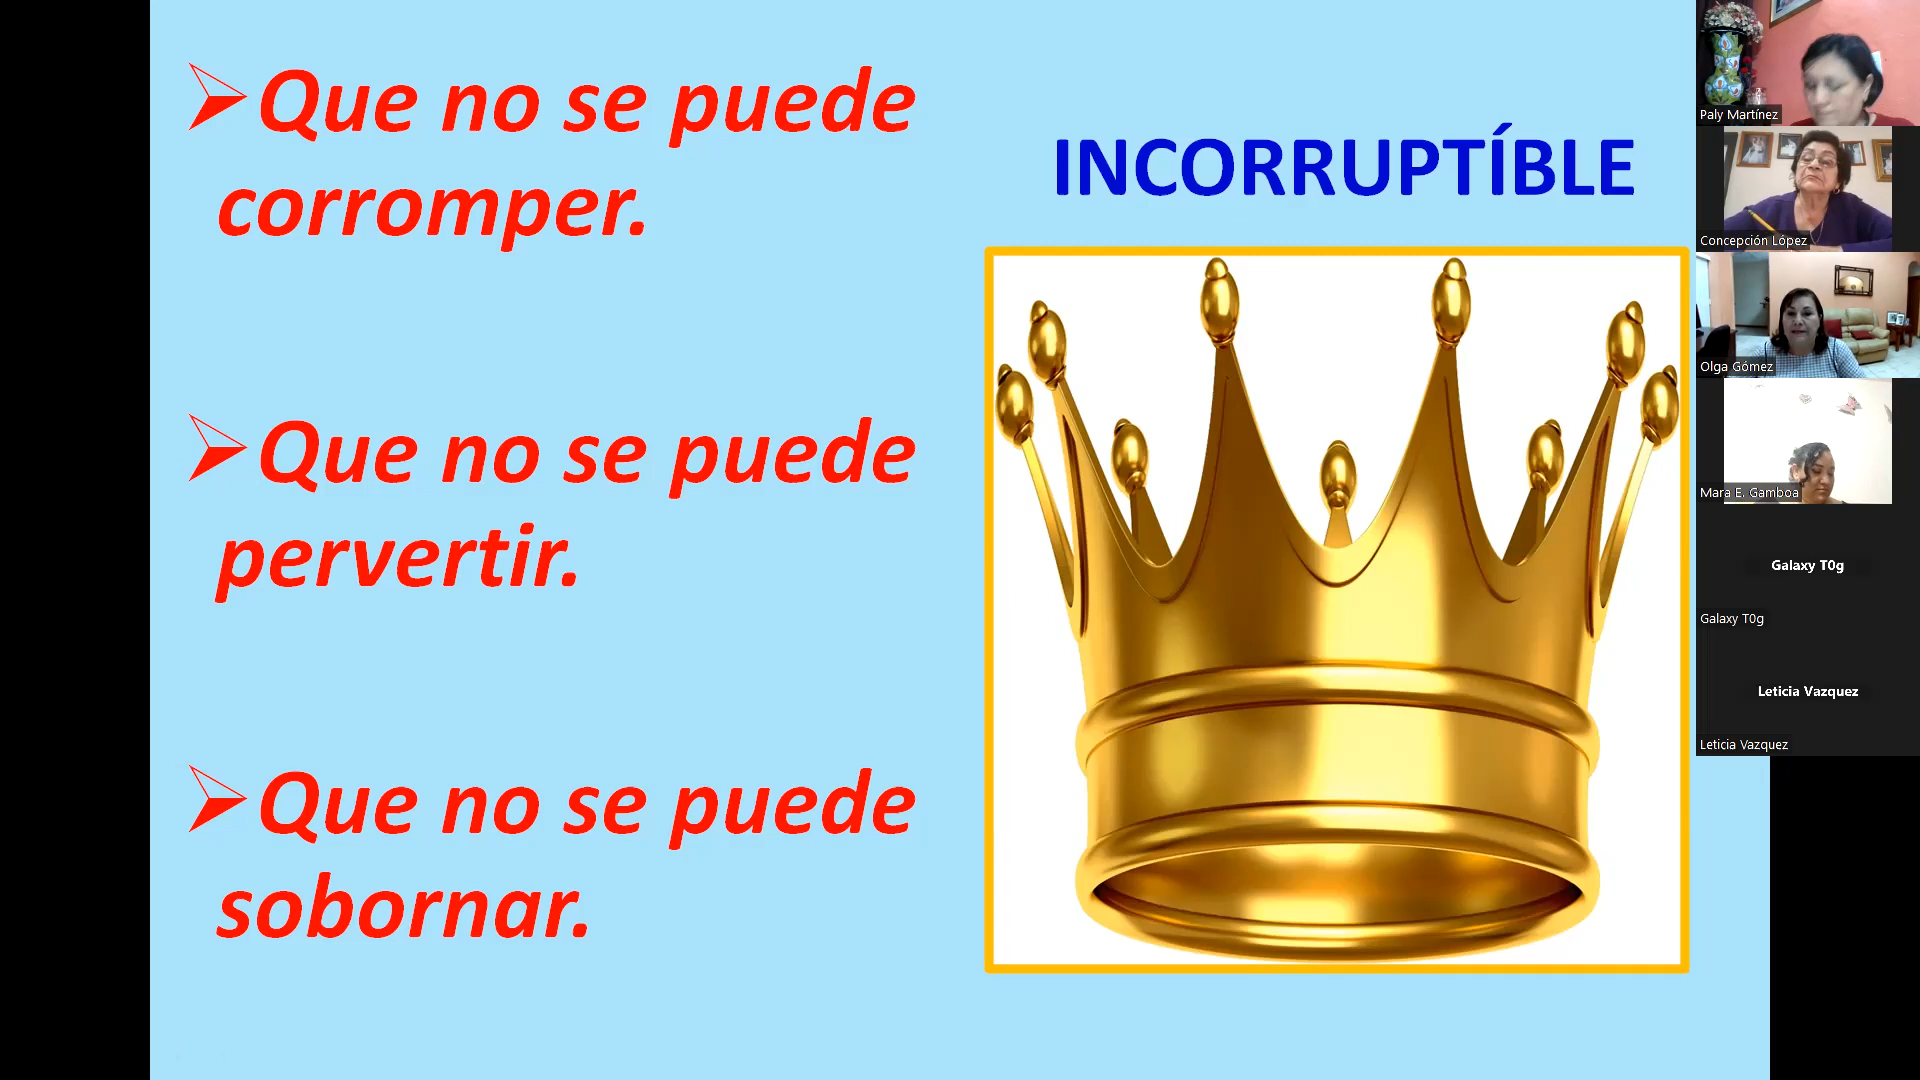 ➢Que no se puede
corromper.
➢Que no se puede
pervertir.
➢Que no se puede
sobornar.
INCORRUPTÍBLE
Paly Martínez
Concepción López
Olga Gómez
Mara E. Gamboa
Galaxy T0g
Galaxy T0g
Leticia Vazquez
Leticia Vazquez